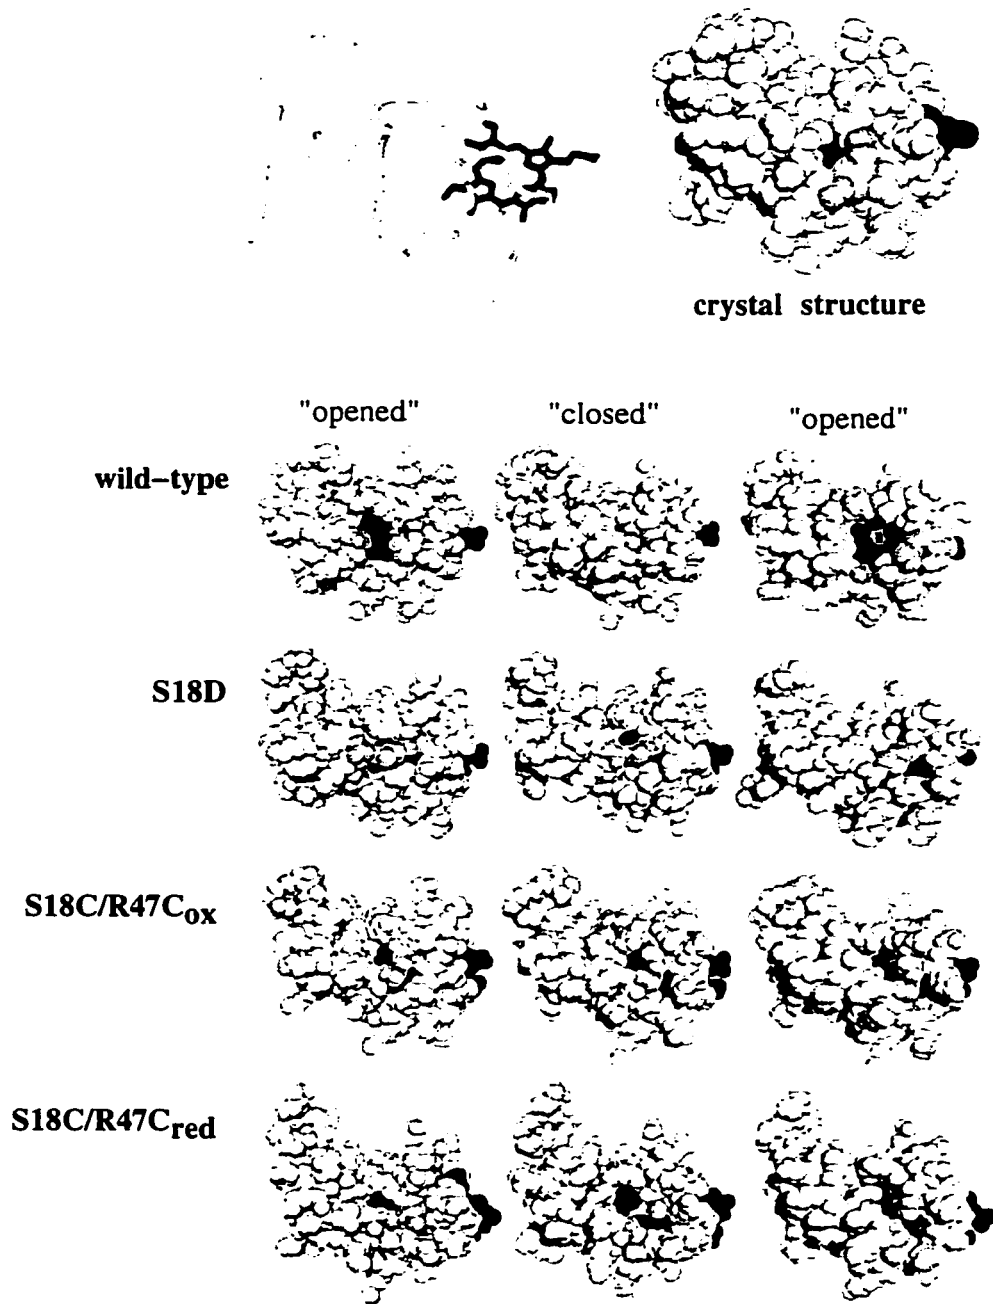 crystal structure
"opened" "closed" "opened"
wild-type
S18D
S18C/R47Cox
S18C/R47Cred